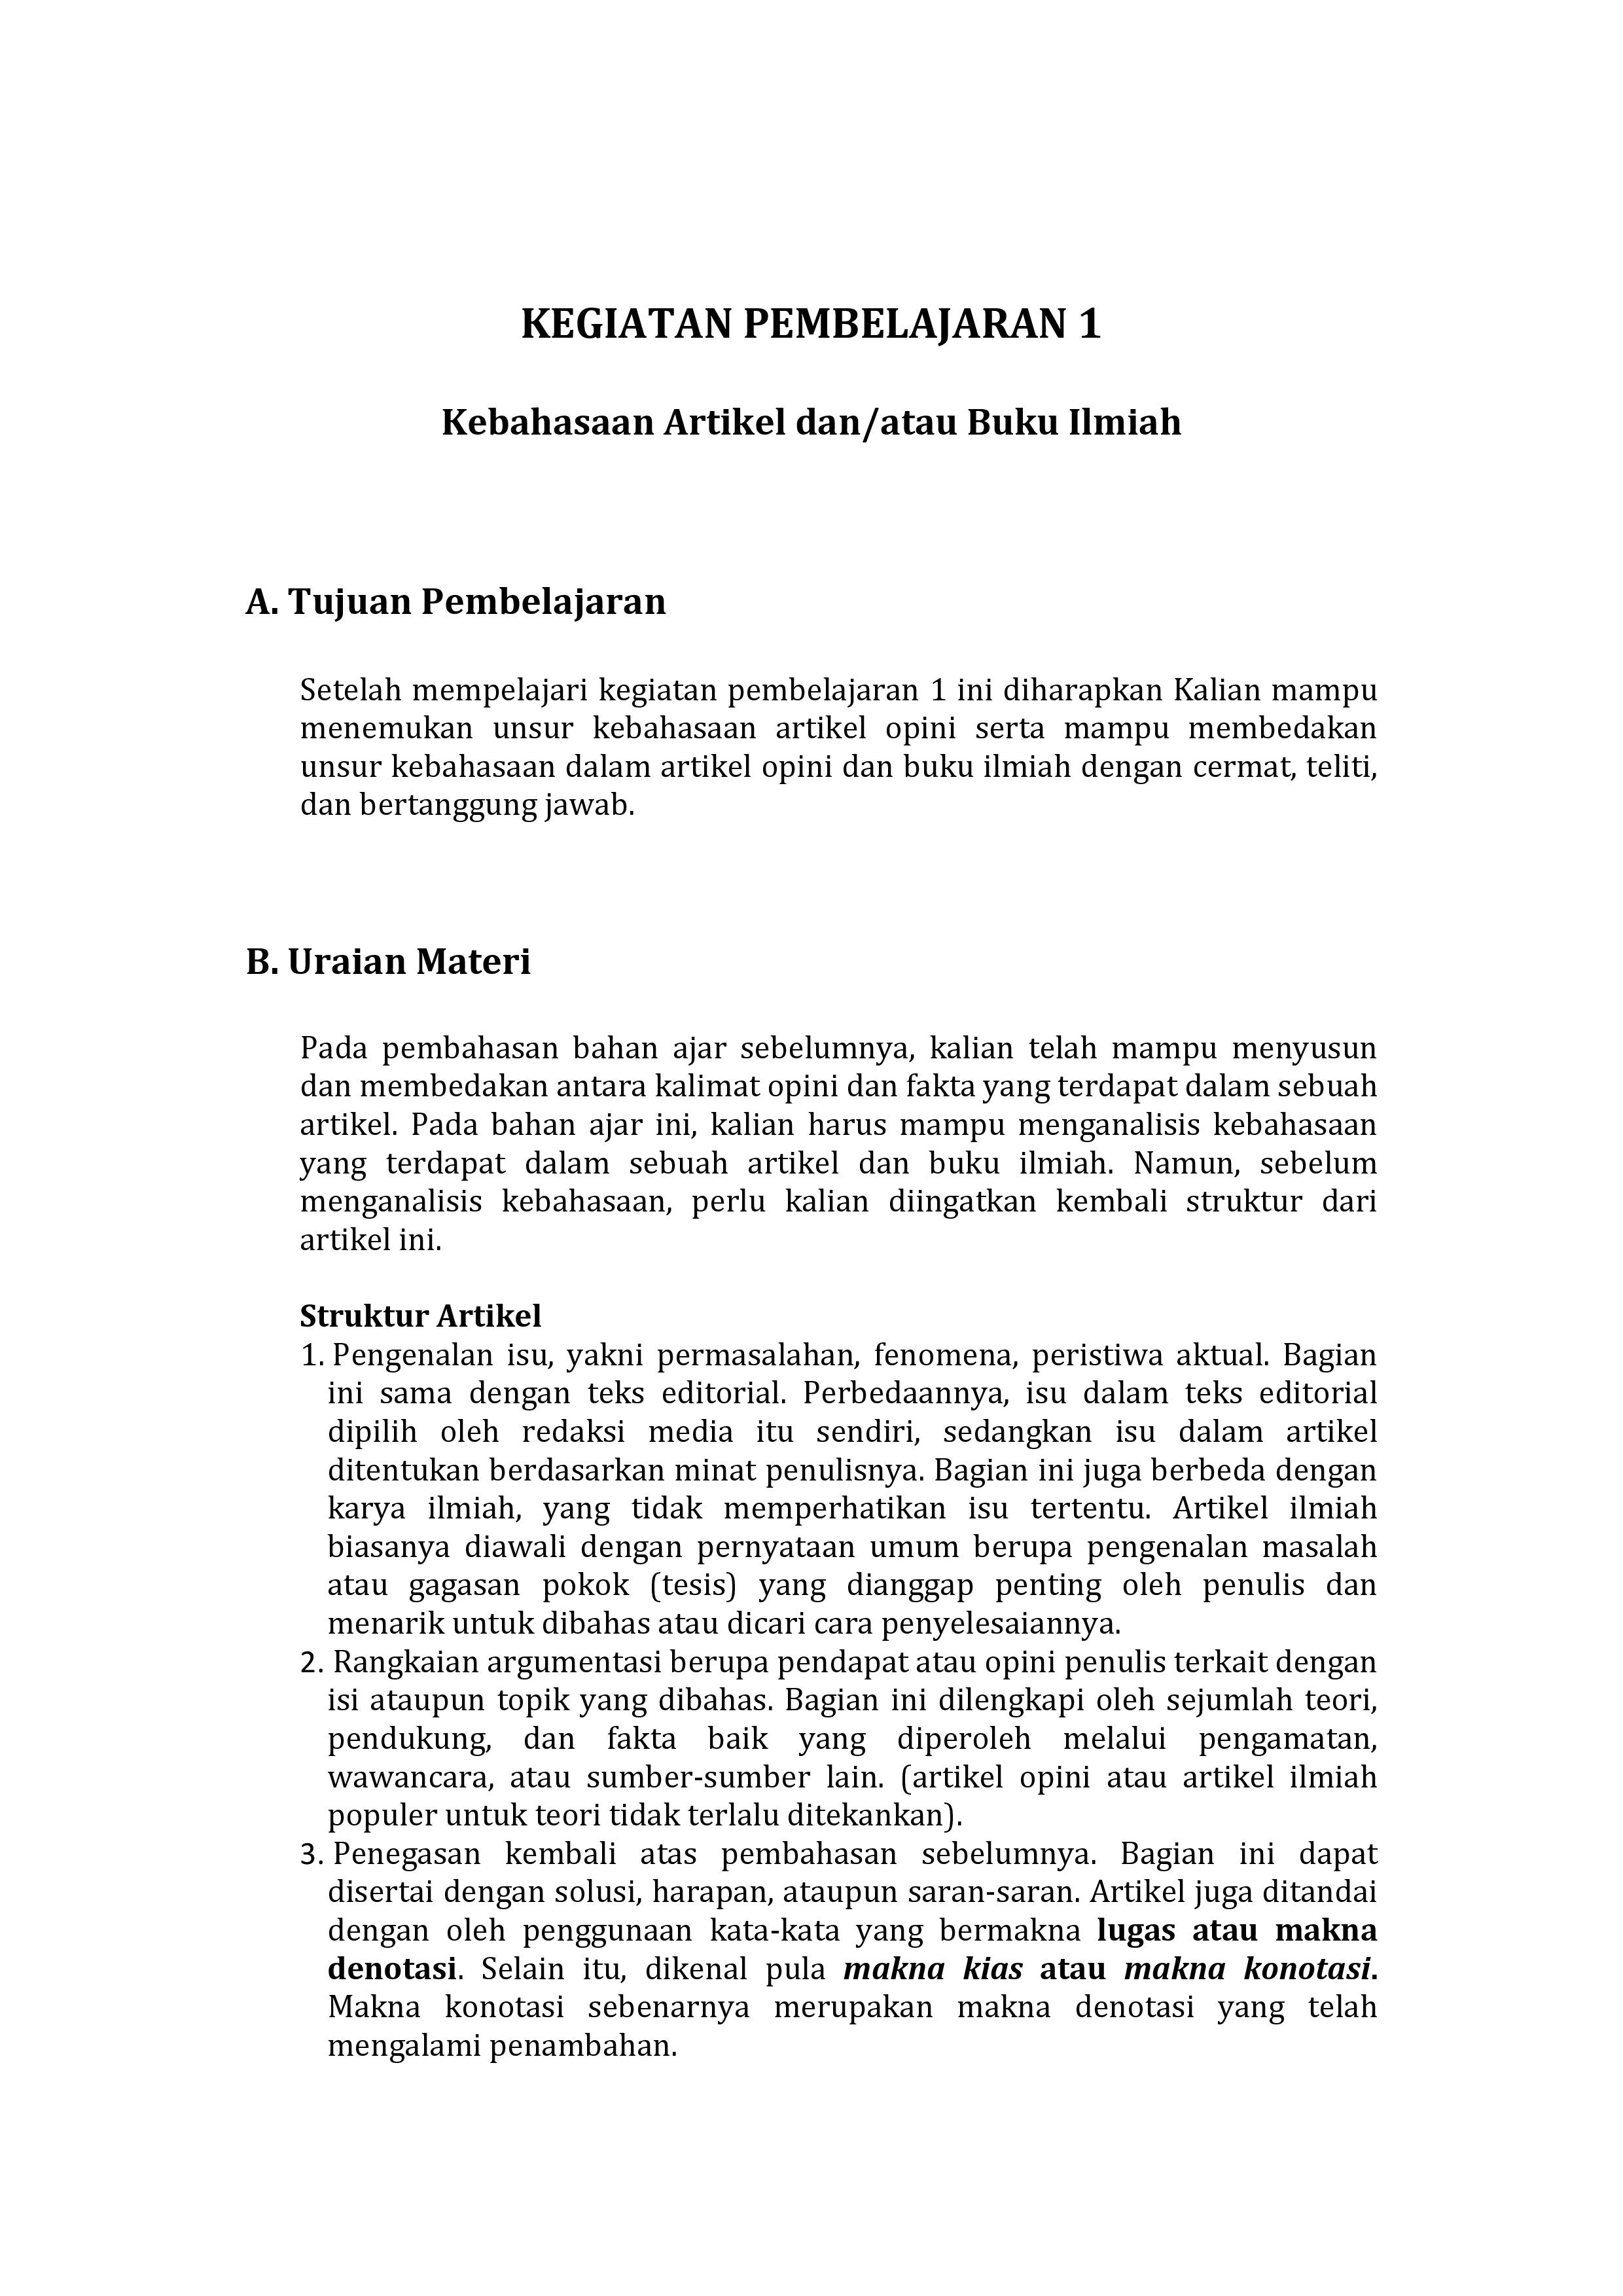 KEGIATAN PEMBELAJARAN 1
Kebahasaan Artikel dan/atau Buku Ilmiah
A. Tujuan Pembelajaran
Setelah mempelajari kegiatan pembelajaran 1 ini diharapkan Kalian mampu
menemukan unsur kebahasaan artikel opini serta mampu membedakan
unsur kebahasaan dalam artikel opini dan buku ilmiah dengan cermat, teliti,
dan bertanggung jawab.
B. Uraian Materi
Pada pembahasan bahan ajar sebelumnya, kalian telah mampu menyusun
dan membedakan antara kalimat opini dan fakta yang terdapat dalam sebuah
artikel. Pada bahan ajar ini, kalian harus mampu menganalisis kebahasaan
yang terdapat dalam sebuah artikel dan buku ilmiah. Namun, sebelum
menganalisis kebahasaan, perlu kalian diingatkan kembali struktur dari
artikel ini.
Struktur Artikel
1. Pengenalan isu, yakni permasalahan, fenomena, peristiwa aktual. Bagian
ini sama dengan teks editorial. Perbedaannya, isu dalam teks editorial
dipilih oleh redaksi media itu sendiri, sedangkan isu dalam artikel
ditentukan berdasarkan minat penulisnya. Bagian ini juga berbeda dengan
karya ilmiah, yang tidak memperhatikan isu tertentu. Artikel ilmiah
biasanya diawali dengan pernyataan umum berupa pengenalan masalah
atau gagasan pokok (tesis) yang dianggap penting oleh penulis dan
menarik untuk dibahas atau dicari cara penyelesaiannya.
2. Rangkaian argumentasi berupa pendapat atau opini penulis terkait dengan
isi ataupun topik yang dibahas. Bagian ini dilengkapi oleh sejumlah teori,
pendukung, dan fakta baik yang diperoleh melalui pengamatan,
wawancara, atau sumber-sumber lain. (artikel opini atau artikel ilmiah
populer untuk teori tidak terlalu ditekankan).
3. Penegasan kembali atas pembahasan sebelumnya. Bagian ini dapat
disertai dengan solusi, harapan, ataupun saran-saran. Artikel juga ditandai
dengan oleh penggunaan kata-kata yang bermakna lugas atau makna
denotasi. Selain itu, dikenal pula makna kias atau makna konotasi.
Makna konotasi sebenarnya merupakan makna denotasi yang telah
mengalami penambahan.